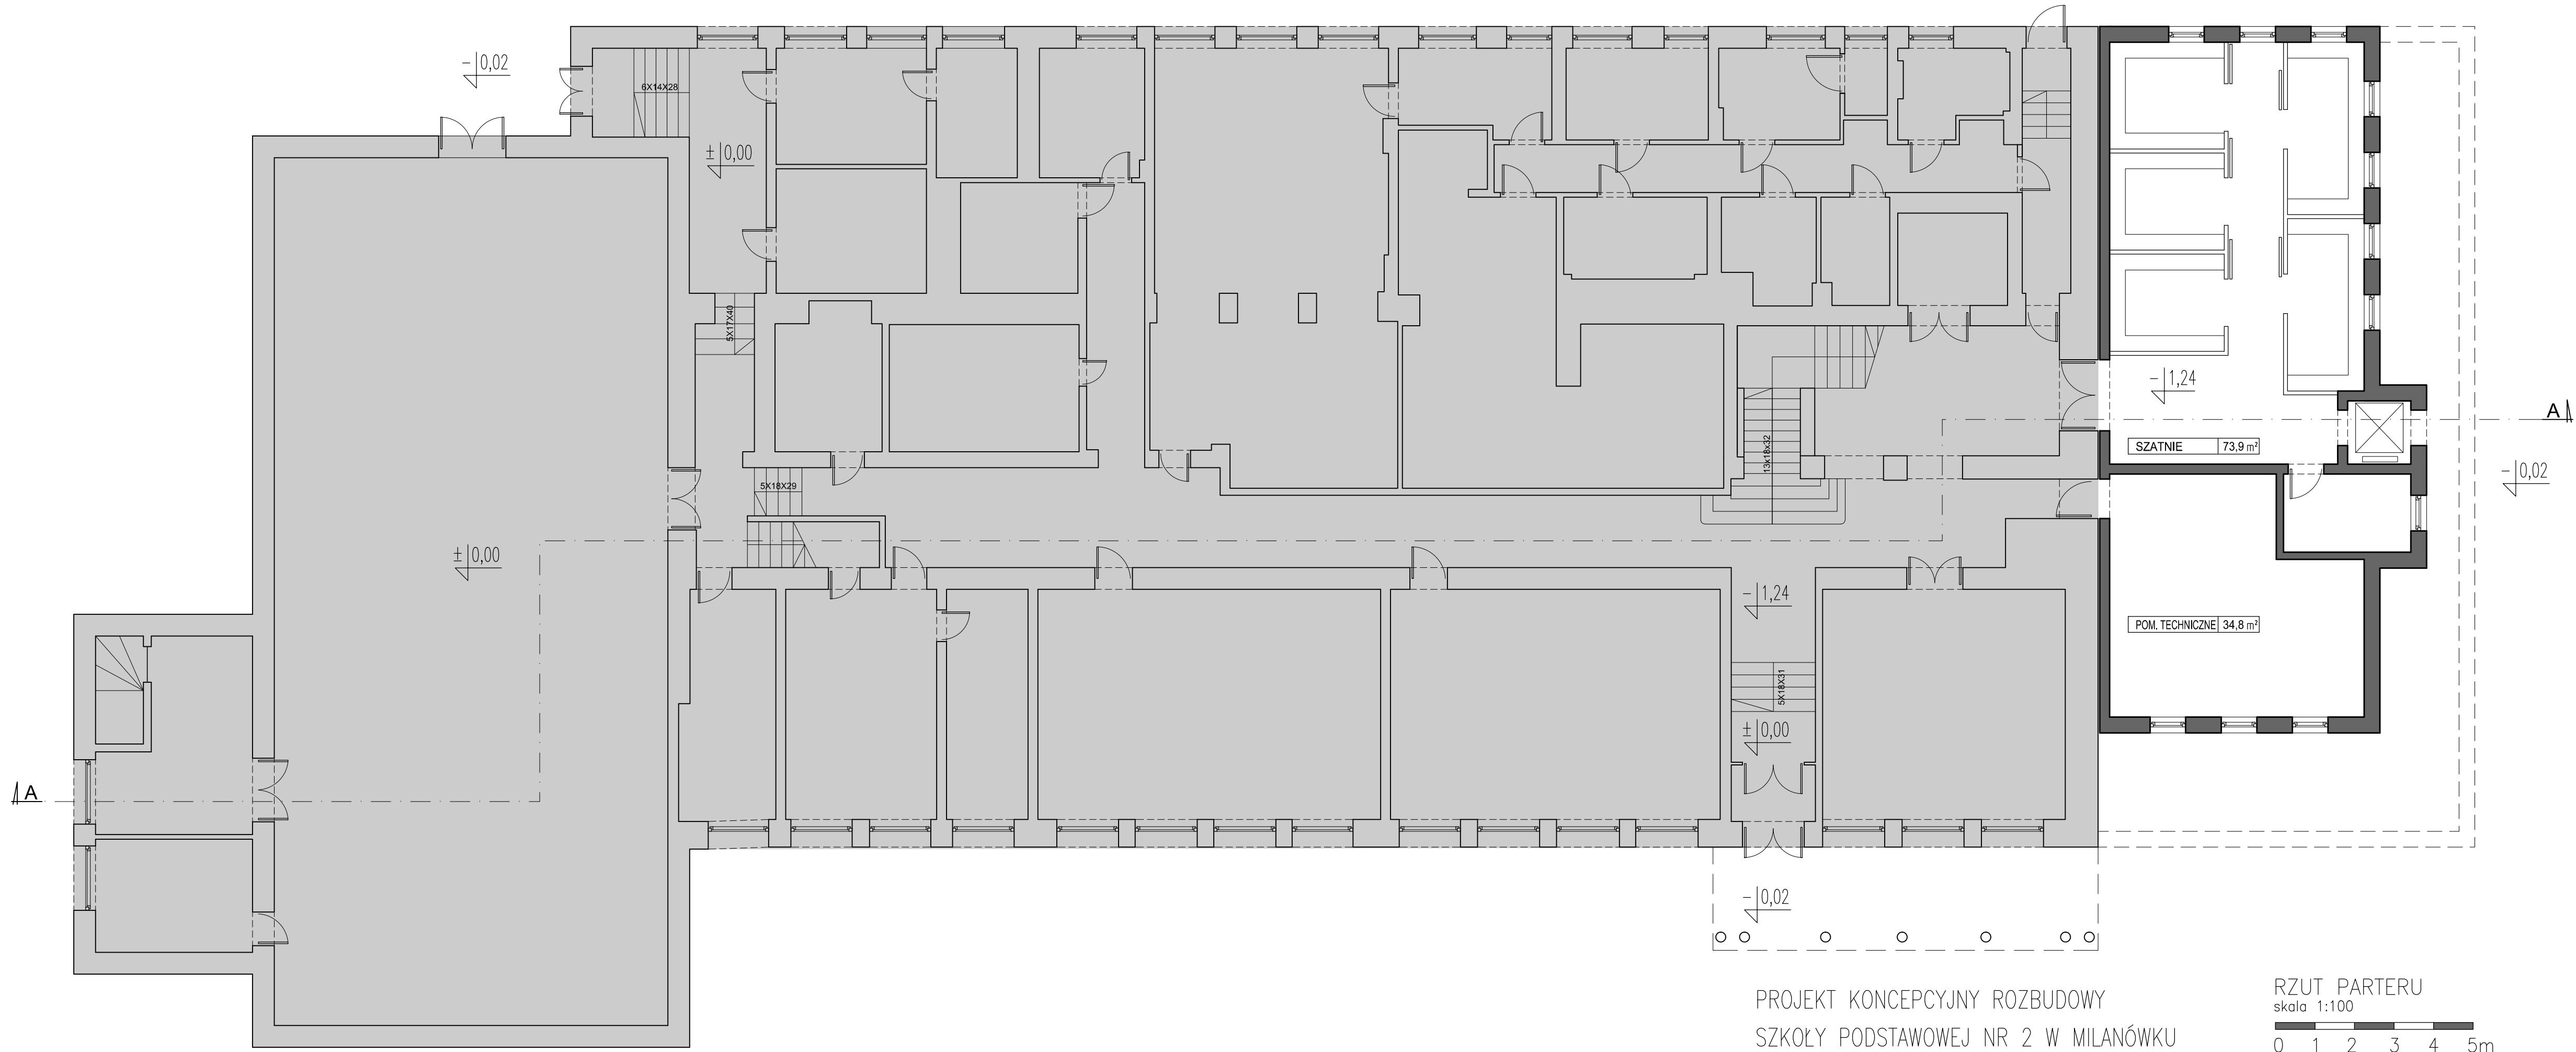 -0,02
6X14X28
±0,00
5X17X40
-1,24
A
SZATNIE 73,9 m²
13x18x32
-0,02
5X18X29
±0,00
-1,24
POM. TECHNICZNE 34,8 m²
5X18X31
±0,00
A
-0,02
PROJEKT KONCEPCYJNY ROZBUDOWY
SZKOŁY PODSTAWOWEJ NR 2 W MILANÓWKU
RZUT PARTERU
skala 1:100
0 1 2 3 4 5m